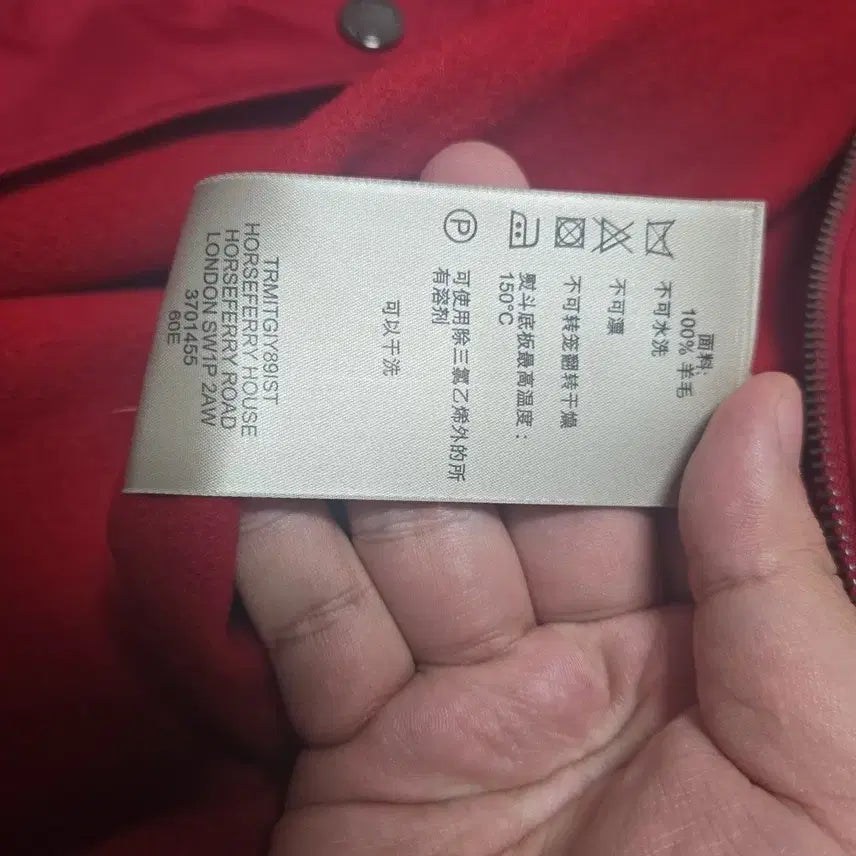 面料:
100% 羊毛
不可水洗
不可漂
不可转笼翻转干燥
熨斗底板最高温度:
150°C
可使用除三氯乙烯外的所
有溶剂
可以干洗
TRMITGIY89IST
HORSEFERRY HOUSE
HORSEFERRY ROAD
LONDON SW1P 2AW
3701455
60E